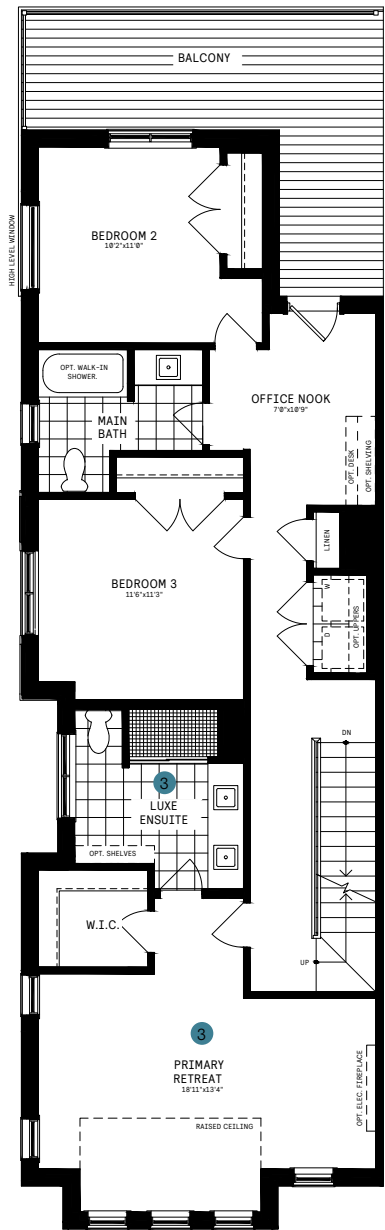 BALCONY
HIGH LEVEL WINDOW
BEDROOM 2
10'2"x11'0"
OPT. WALK-IN
SHOWER.
MAIN
BATH
OFFICE NOOK
7'0"x10'9"
OPT. DESK
OPT. SHELVING
LINEN
BEDROOM 3
11'6"x11'3"
W
D
OPT. UPPERS
DN
3
LUXE
ENSUITE
OPT. SHELVES
W.I.C.
UP
3
PRIMARY
RETREAT
18'11"x13'4"
OPT. ELEC. FIREPLACE
RAISED CEILING